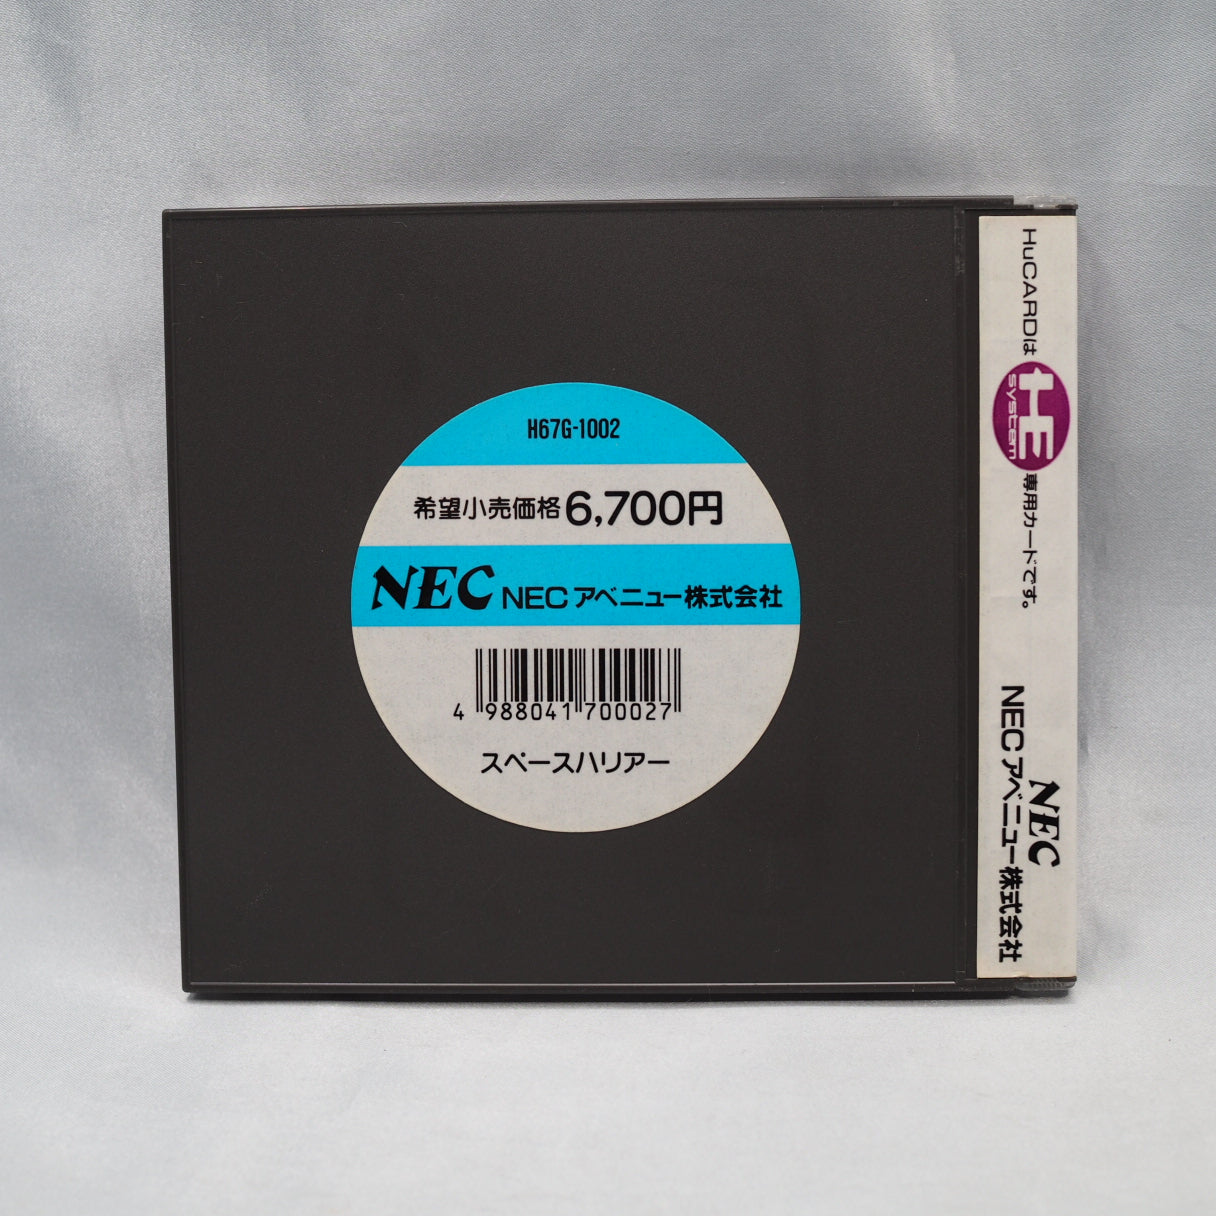 H67G-1002
希望小売価格6,700円
NEC NECアベニュー株式会社
4 988041 700027
スペースハリアー
HuCARDは HE system 専用カードです。
NEC
NECアベニュー株式会社